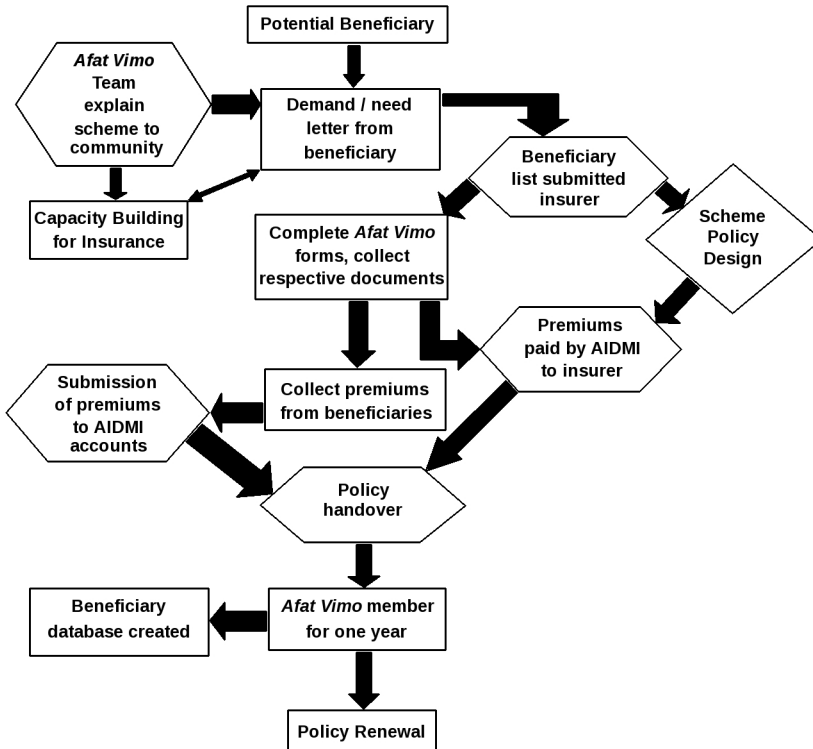 Potential Beneficiary
Afat Vimo
Team
explain
scheme to
community
Demand / need
letter from
beneficiary
Beneficiary
list submitted
insurer
Capacity Building
for Insurance
Complete Afat Vimo
forms, collect
respective documents
Scheme
Policy
Design
Premiums
paid by AIDMI
to insurer
Submission
of premiums
to AIDMI
accounts
Collect premiums
from beneficiaries
Policy
handover
Beneficiary
database created
Afat Vimo member
for one year
Policy Renewal